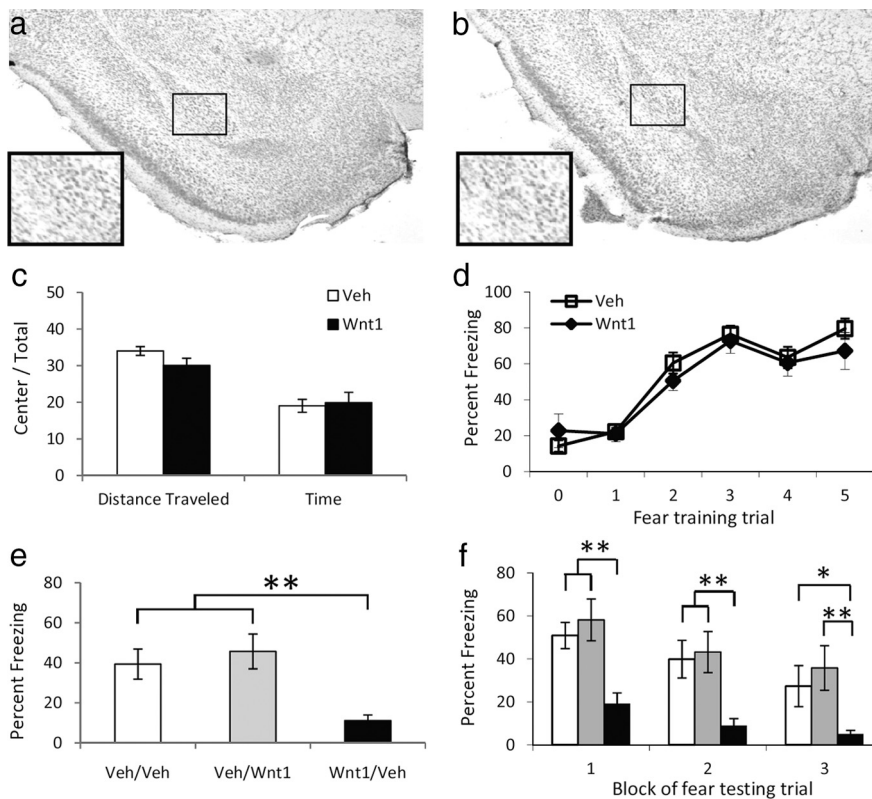 a
b
c
Center / Total
50
40
30
20
10
0
Veh
Wnt1
Distance Traveled
Time
d
Percent Freezing
100
80
60
40
20
0
Veh
Wnt1
0 1 2 3 4 5
Fear training trial
e
Percent Freezing
80
60
40
20
0
**
Veh/Veh
Veh/Wnt1
Wnt1/Veh
f
Percent Freezing
80
60
40
20
0
**
**
*
**
1 2 3
Block of fear testing trial